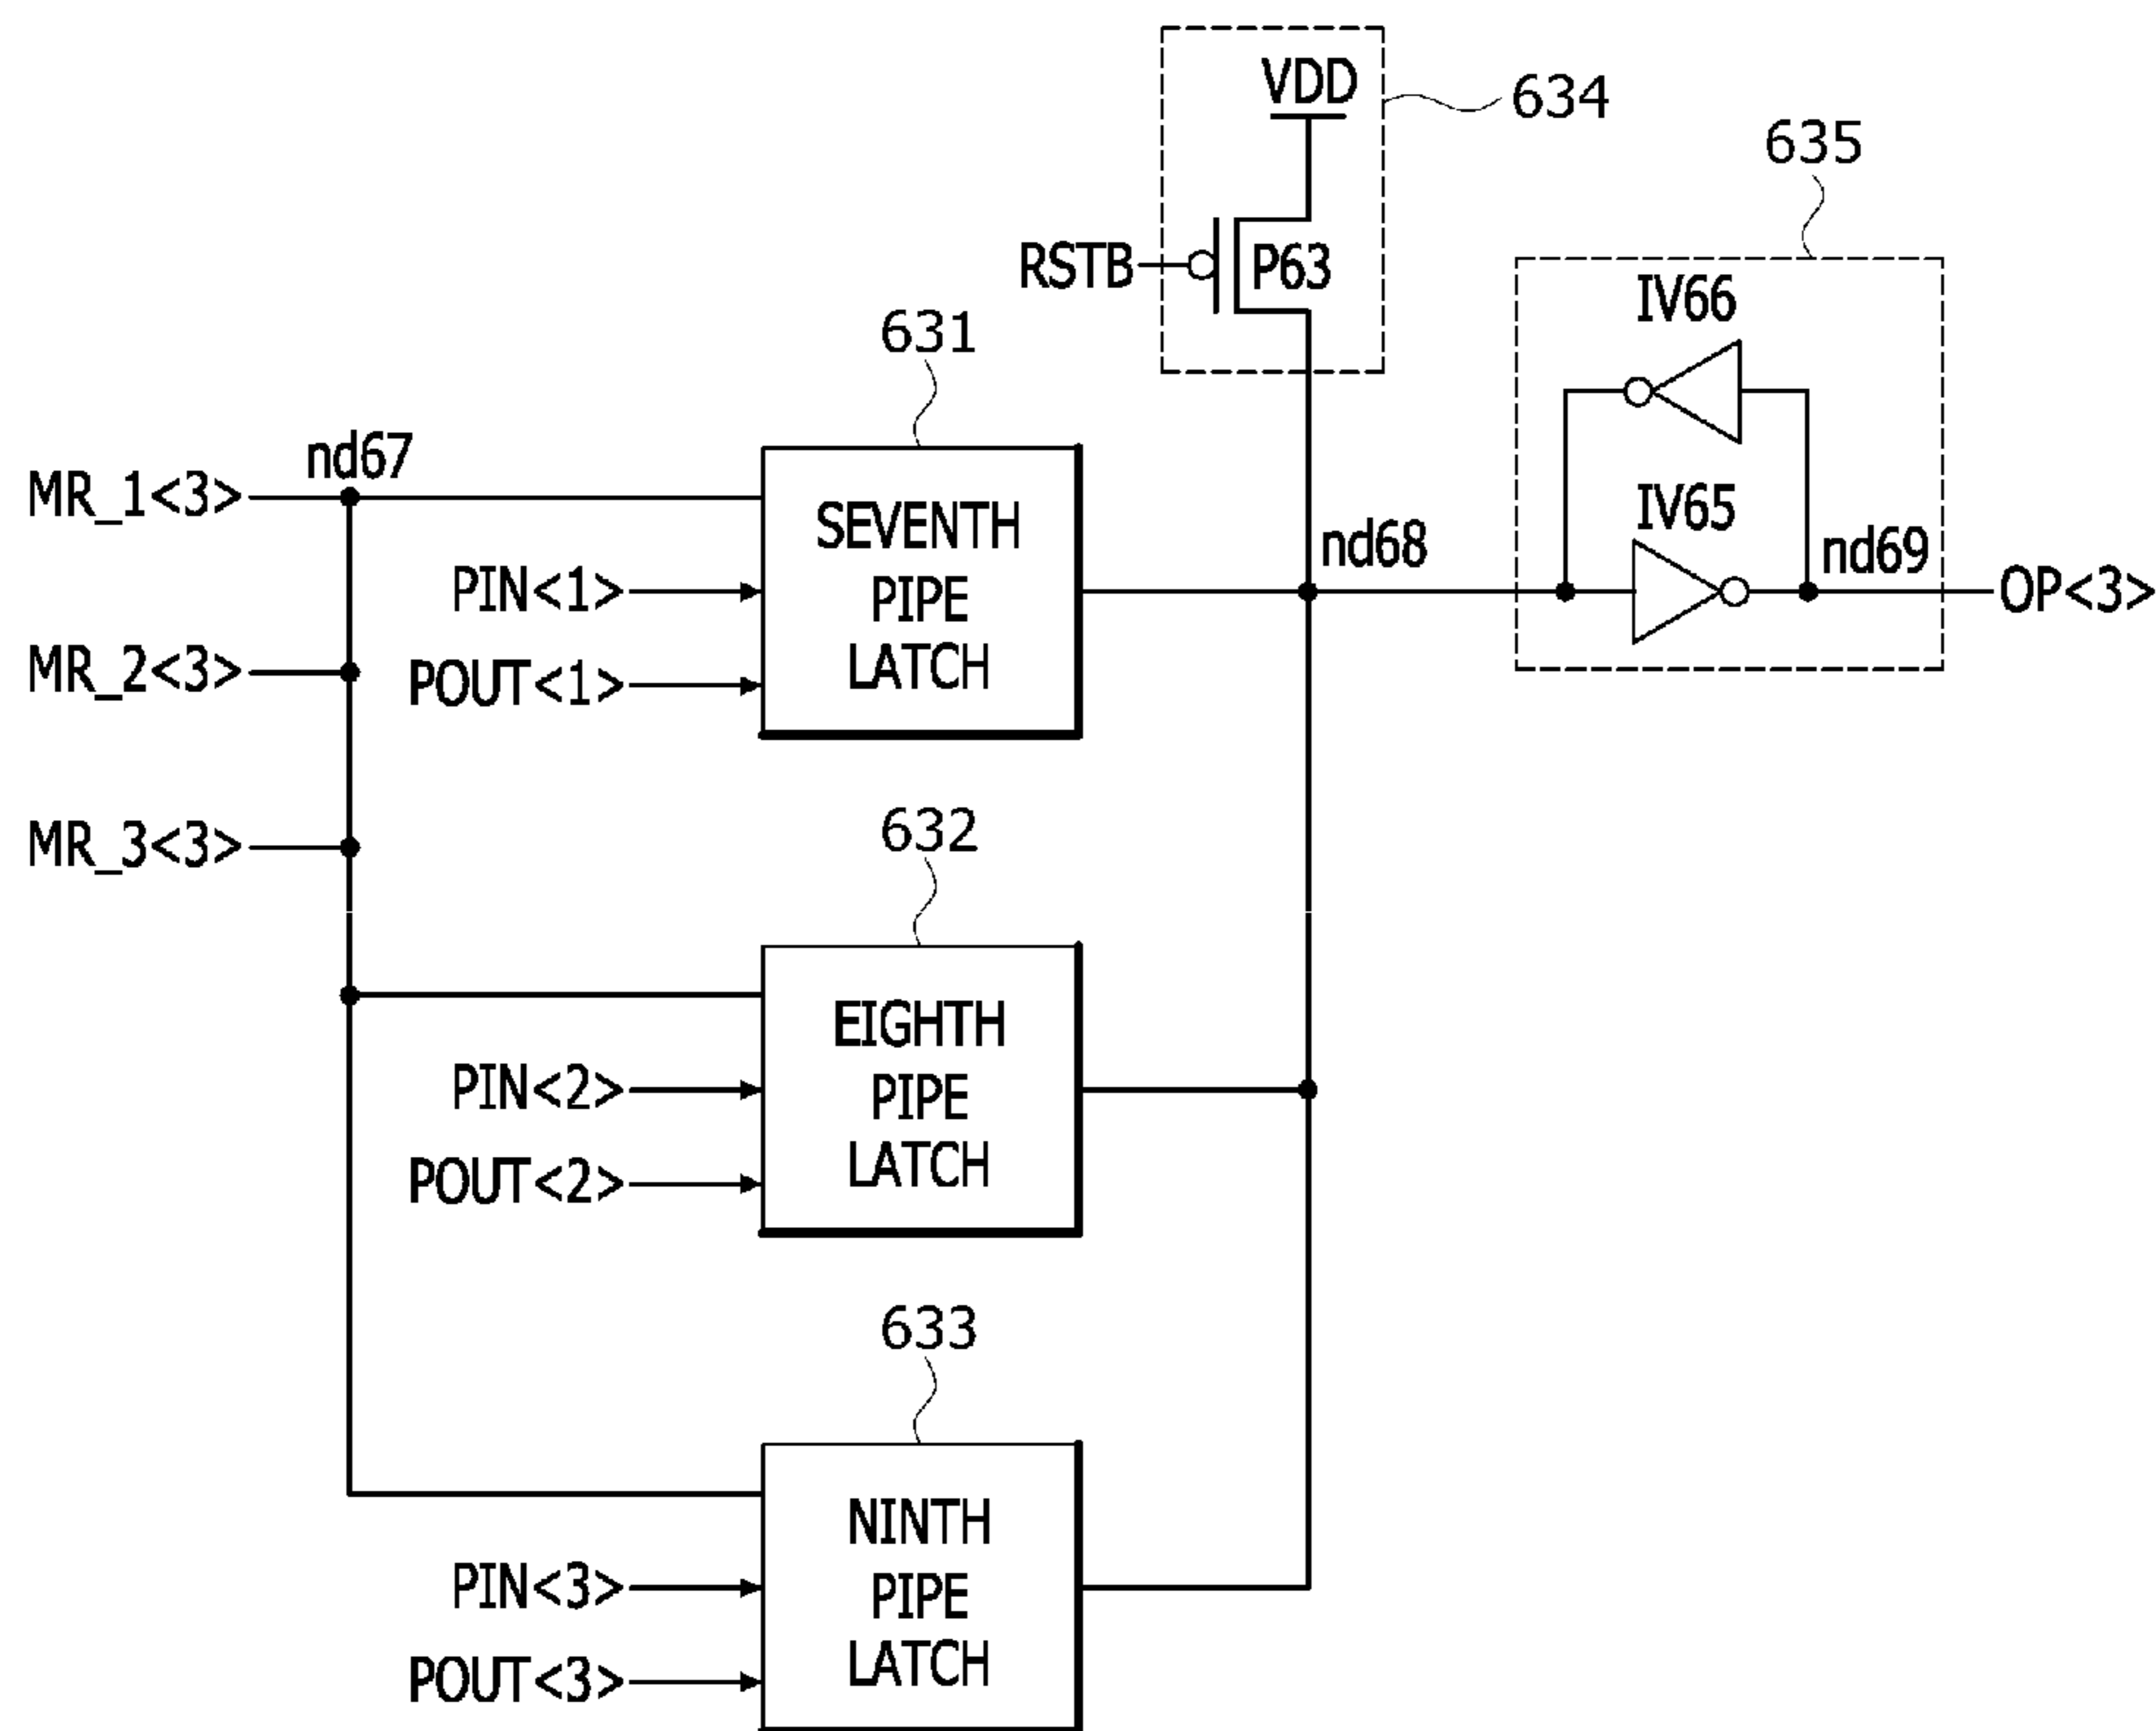 VDD
634
635
RSTB
P63
IV66
631
nd67
MR_1<3>
SEVENTH
PIPE
LATCH
IV65
nd68
nd69
PIN<1>
OP<3>
MR_2<3>
POUT<1>
MR_3<3>
632
EIGHTH
PIPE
LATCH
PIN<2>
POUT<2>
633
NINTH
PIPE
LATCH
PIN<3>
POUT<3>